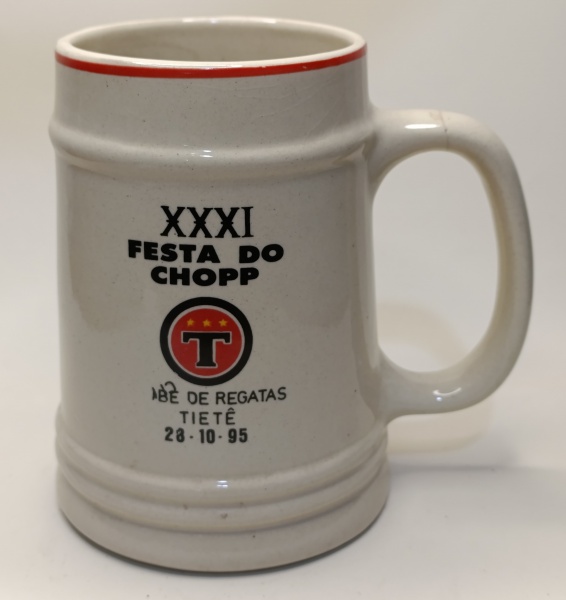 XXXI
FESTA DO
CHOPP
T
DE REGATAS
TIETÊ
28-10-95